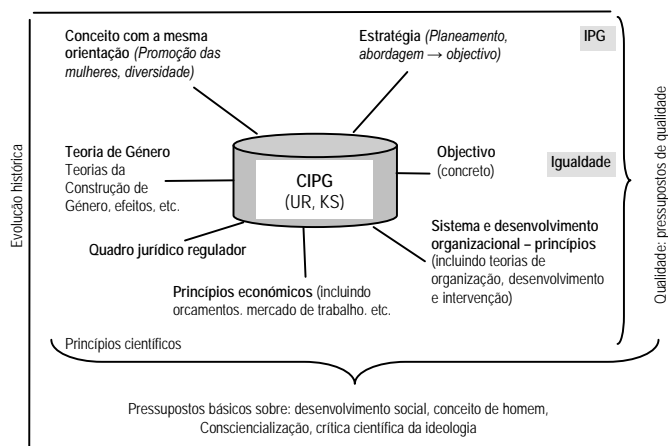 Conceito com a mesma
orientação (Promoção das
mulheres, diversidade)
Estratégia (Planeamento,
abordagem → objectivo)
IPG
Evolução histórica
Teoria de Género
Teorias da
Construção de
Género, efeitos, etc.
CIPG
(UR, KS)
Objectivo
(concreto)
Igualdade
Quadro jurídico regulador
Sistema e desenvolvimento
organizacional – princípios
(incluindo teorias de
organização, desenvolvimento
e intervenção)
Princípios económicos (incluindo
orcamentos. mercado de trabalho. etc.
Qualidade: pressupostos de qualidade
Princípios científicos
Pressupostos básicos sobre: desenvolvimento social, conceito de homem,
Consciencialização, crítica científica da ideologia